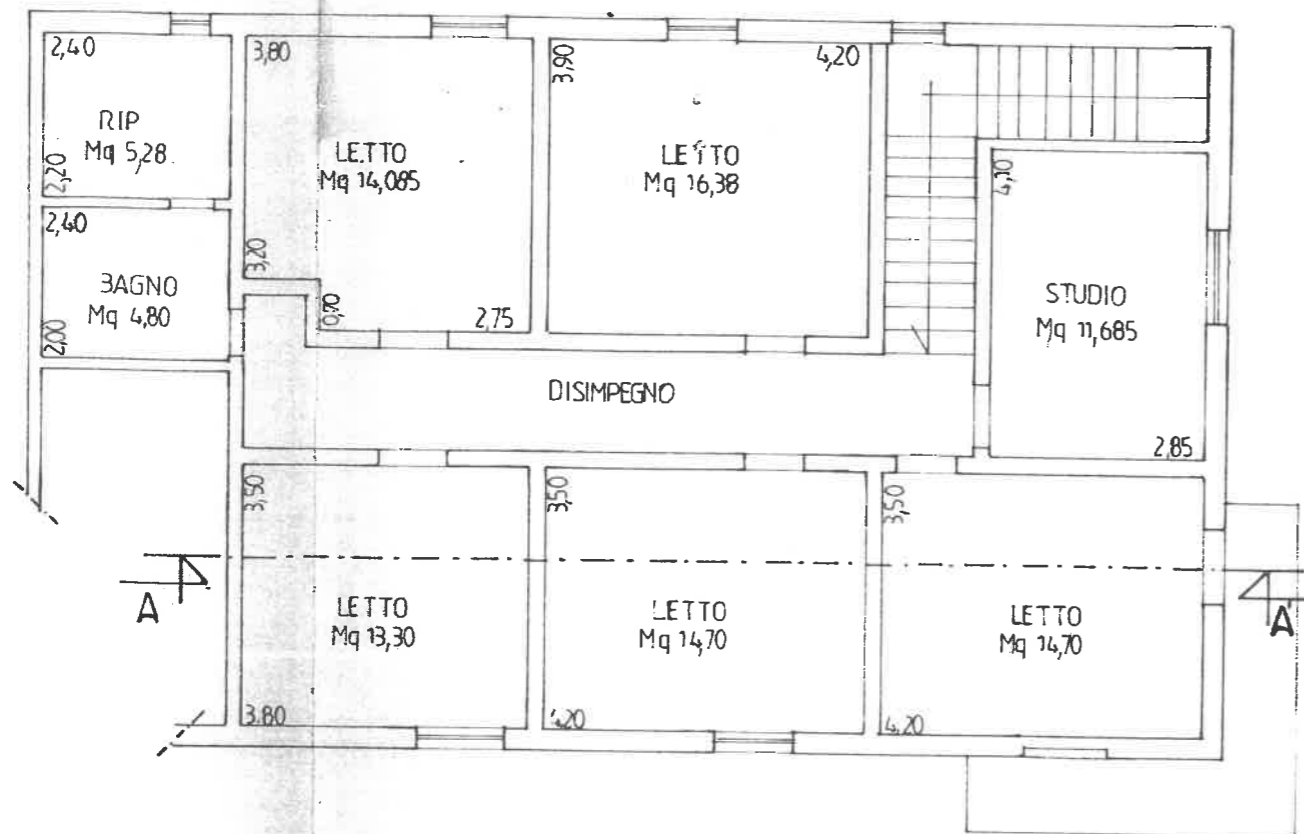 2,40
3,80
3,90
4,20
RIP
Mq 5,28
2,20
LETTO
Mq 14,085
LETTO
Mq 16,38
4,10
2,40
3,20
BAGNO
Mq 4,80
2,00
0,70
2,75
STUDIO
Mq 11,685
DISIMPEGNO
2,85
3,50
3,50
3,50
A
LETTO
Mq 13,30
LETTO
Mq 14,70
LETTO
Mq 14,70
A'
3.80
4,20
4,20